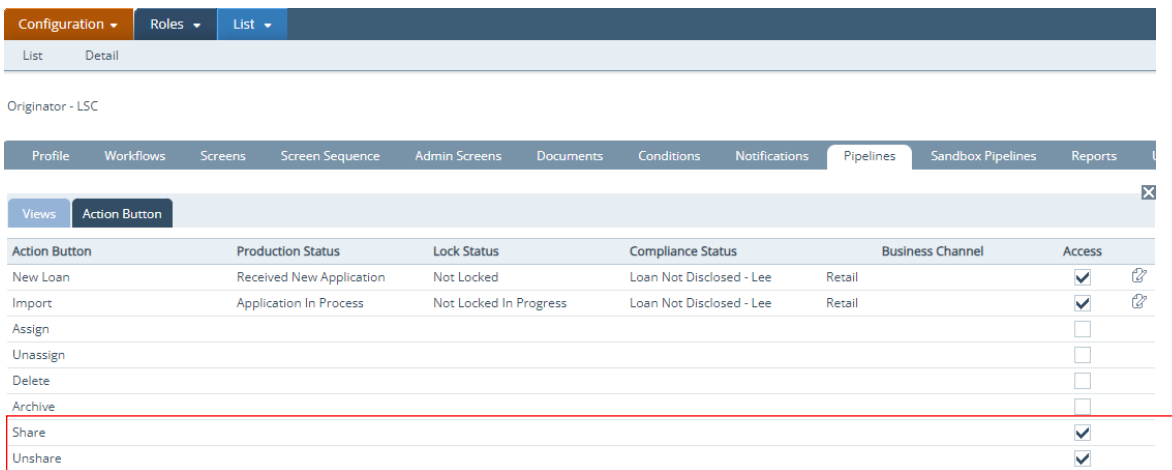 Configuration Roles List
List Detail
Originator - LSC
Profile Workflows Screens Screen Sequence Admin Screens Documents Conditions Notifications Pipelines Sandbox Pipelines Reports
Views Action Button
Action Button Production Status Lock Status Compliance Status Business Channel Access
New Loan Received New Application Not Locked Loan Not Disclosed - Lee Retail
Import Application In Process Not Locked In Progress Loan Not Disclosed - Lee Retail
Assign
Unassign
Delete
Archive
Share
Unshare